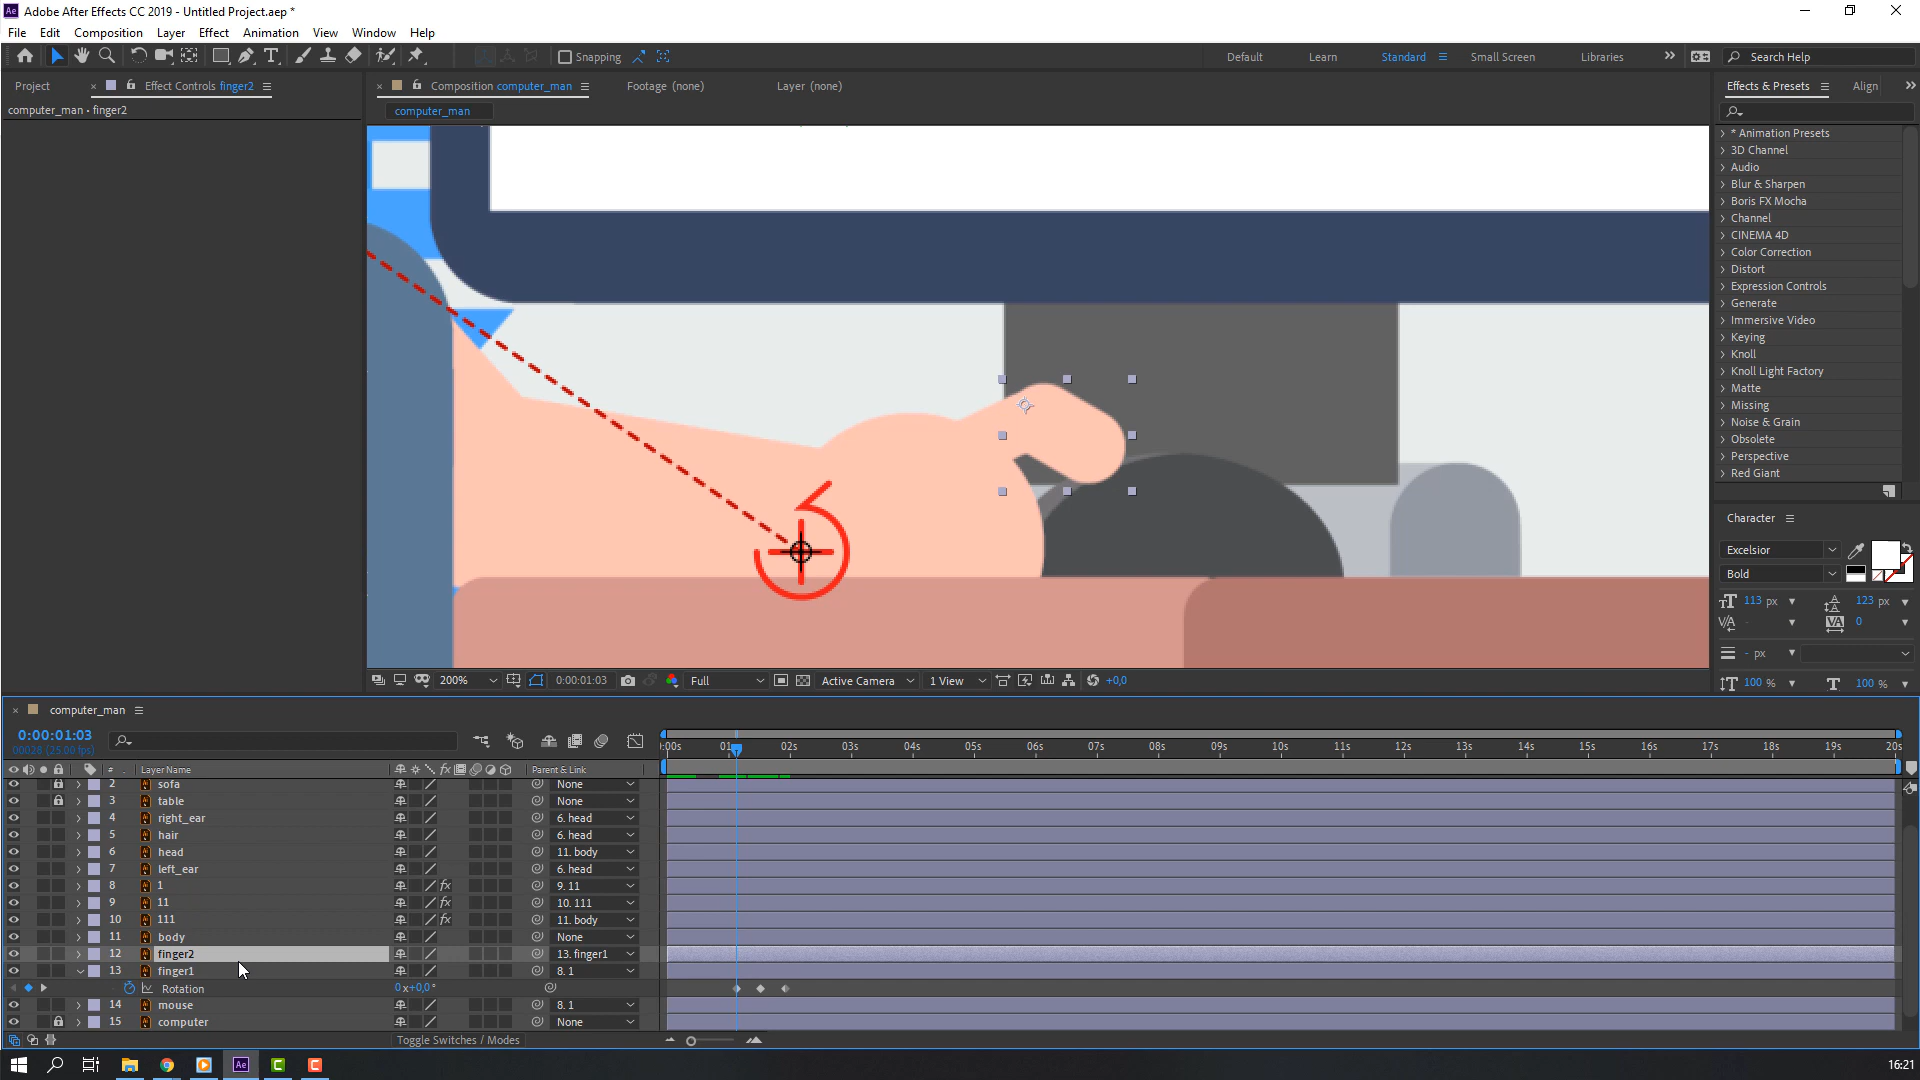 Adobe After Effects CC 2019 - Untitled Project.aep *
File Edit Composition Layer Effect Animation View Window Help
Snapping Default Learn Standard Small Screen Libraries Search Help
Project Effect Controls finger2 Composition computer_man Footage (none) Layer (none) Effects & Presets Align
computer_man • finger2
computer_man
* Animation Presets
3D Channel
Audio
Blur & Sharpen
Boris FX Mocha
Channel
CINEMA 4D
Color Correction
Distort
Expression Controls
Generate
Immersive Video
Keying
Knoll
Knoll Light Factory
Matte
Missing
Noise & Grain
Obsolete
Perspective
Red Giant
Character
Excelsior
Bold
113 px 123 px
0
- px
100 % 100 %
200% 0:00:01:03 Full Active Camera 1 View +0,0
computer_man
0:00:01:03
00028 (25.00 fps)
:00s 01 02s 03s 04s 05s 06s 07s 08s 09s 10s 11s 12s 13s 14s 15s 16s 17s 18s 19s 20s
# Layer Name fx Parent & Link
2 sofa None
3 table None
4 right_ear 6. head
5 hair 6. head
6 head 11. body
7 left_ear 6. head
8 1 fx 9. 11
9 11 fx 10. 111
10 111 fx 11. body
11 body None
12 finger2 13. finger1
13 finger1 8. 1
Rotation 0x+0,0°
14 mouse 8. 1
15 computer None
Toggle Switches / Modes
16:21